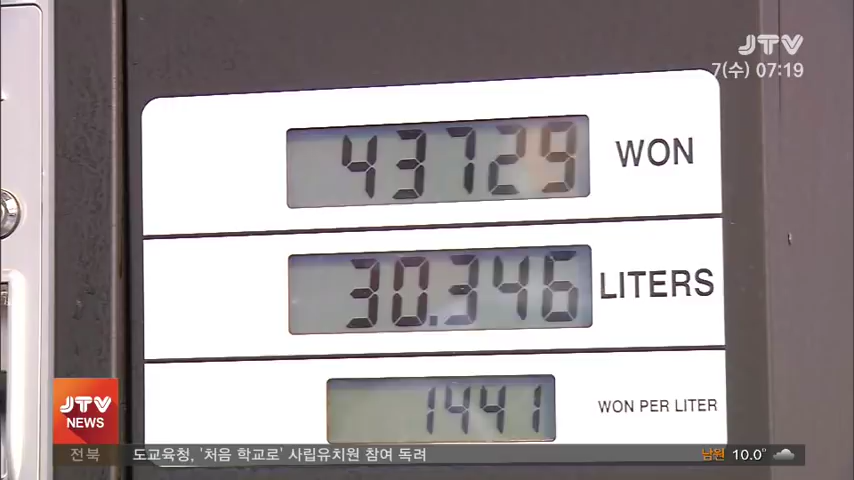 JTV
7(수) 07:19
43729 WON
30.346 LITERS
1441 WON PER LITER
JTV
NEWS
전북 도교육청, '처음 학교로' 사립유치원 참여 독려 남원 10.0°